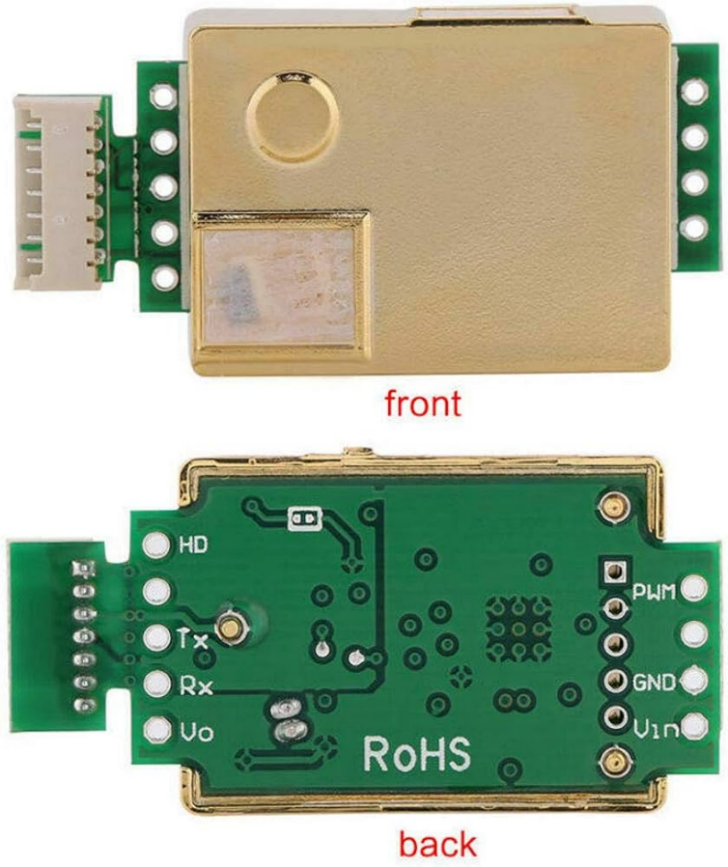 front
HD
PWM
Tx
Rx
GND
Vo
Vin
RoHS
back